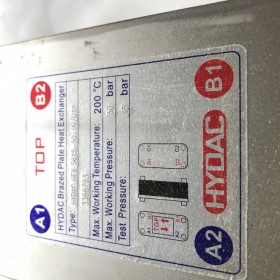 A1 TOP B2
HYDAC Brazed Plate Heat Exchanger
Type:
Max. Working Temperature: 200 °C
Max. Working Pressure: bar
Test Pressure: bar
TOP
A2 HYDAC B1